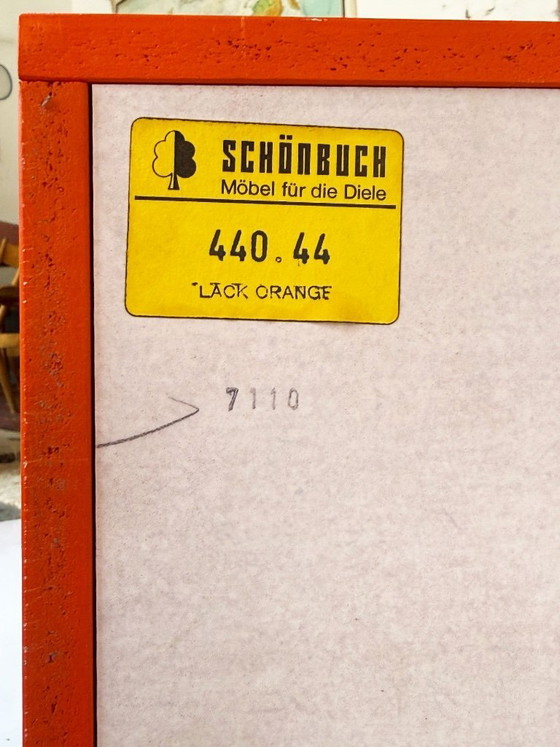 SCHÖNBUCH
Möbel für die Diele
440.44
LACK ORANGE
7110